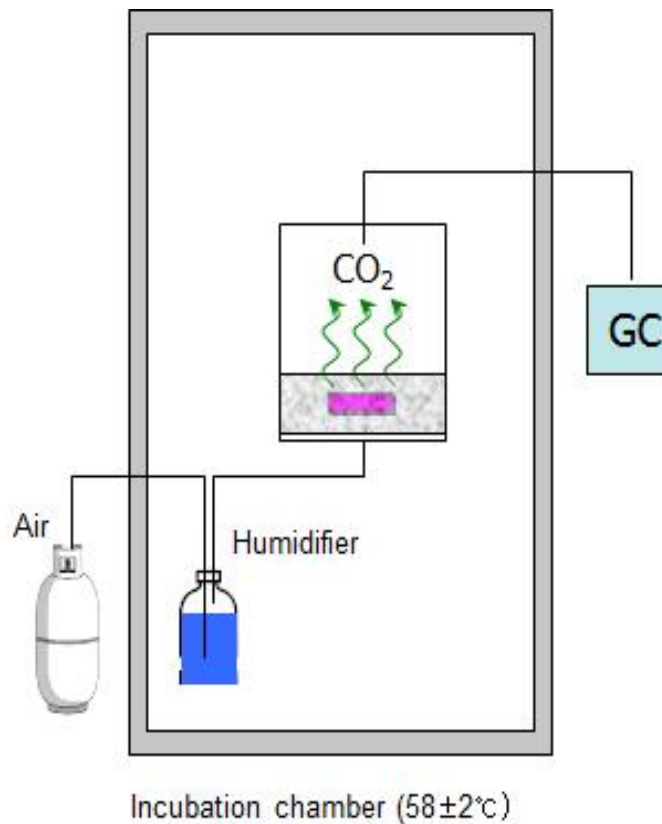 CO₂
GC
Air
Humidifier
Incubation chamber (58±2℃)